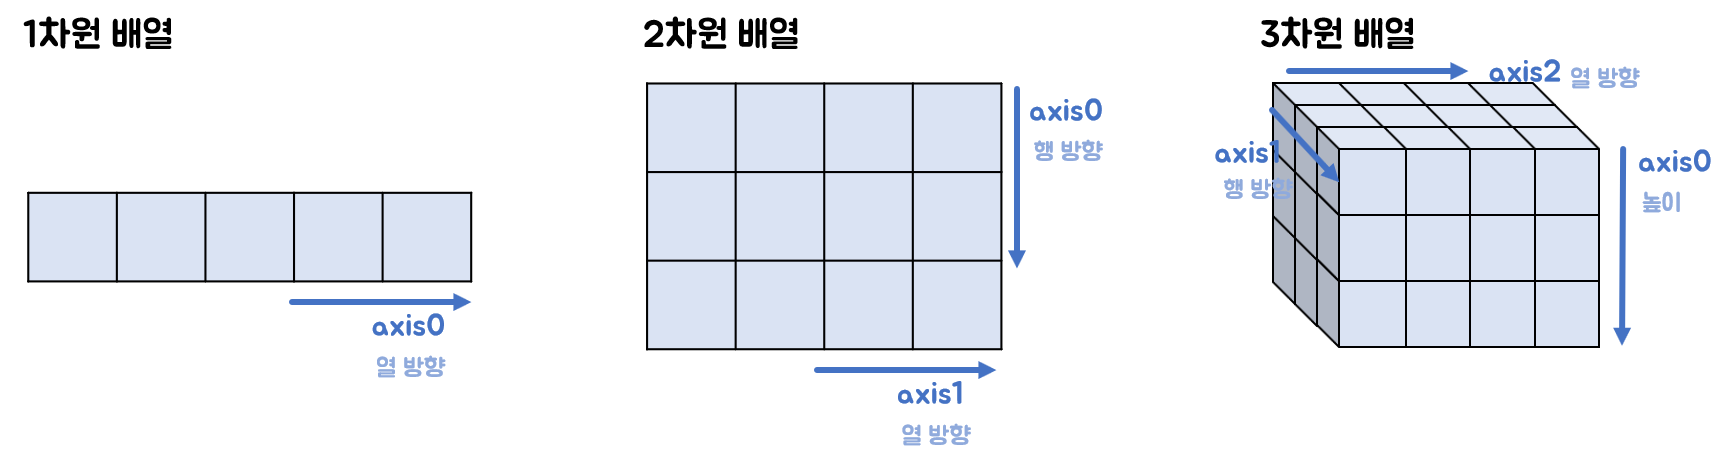 1차원 배열
axis0
열 방향
2차원 배열
axis0
행 방향
axis1
열 방향
3차원 배열
axis2 열 방향
axis1
행 방향
axis0
높이